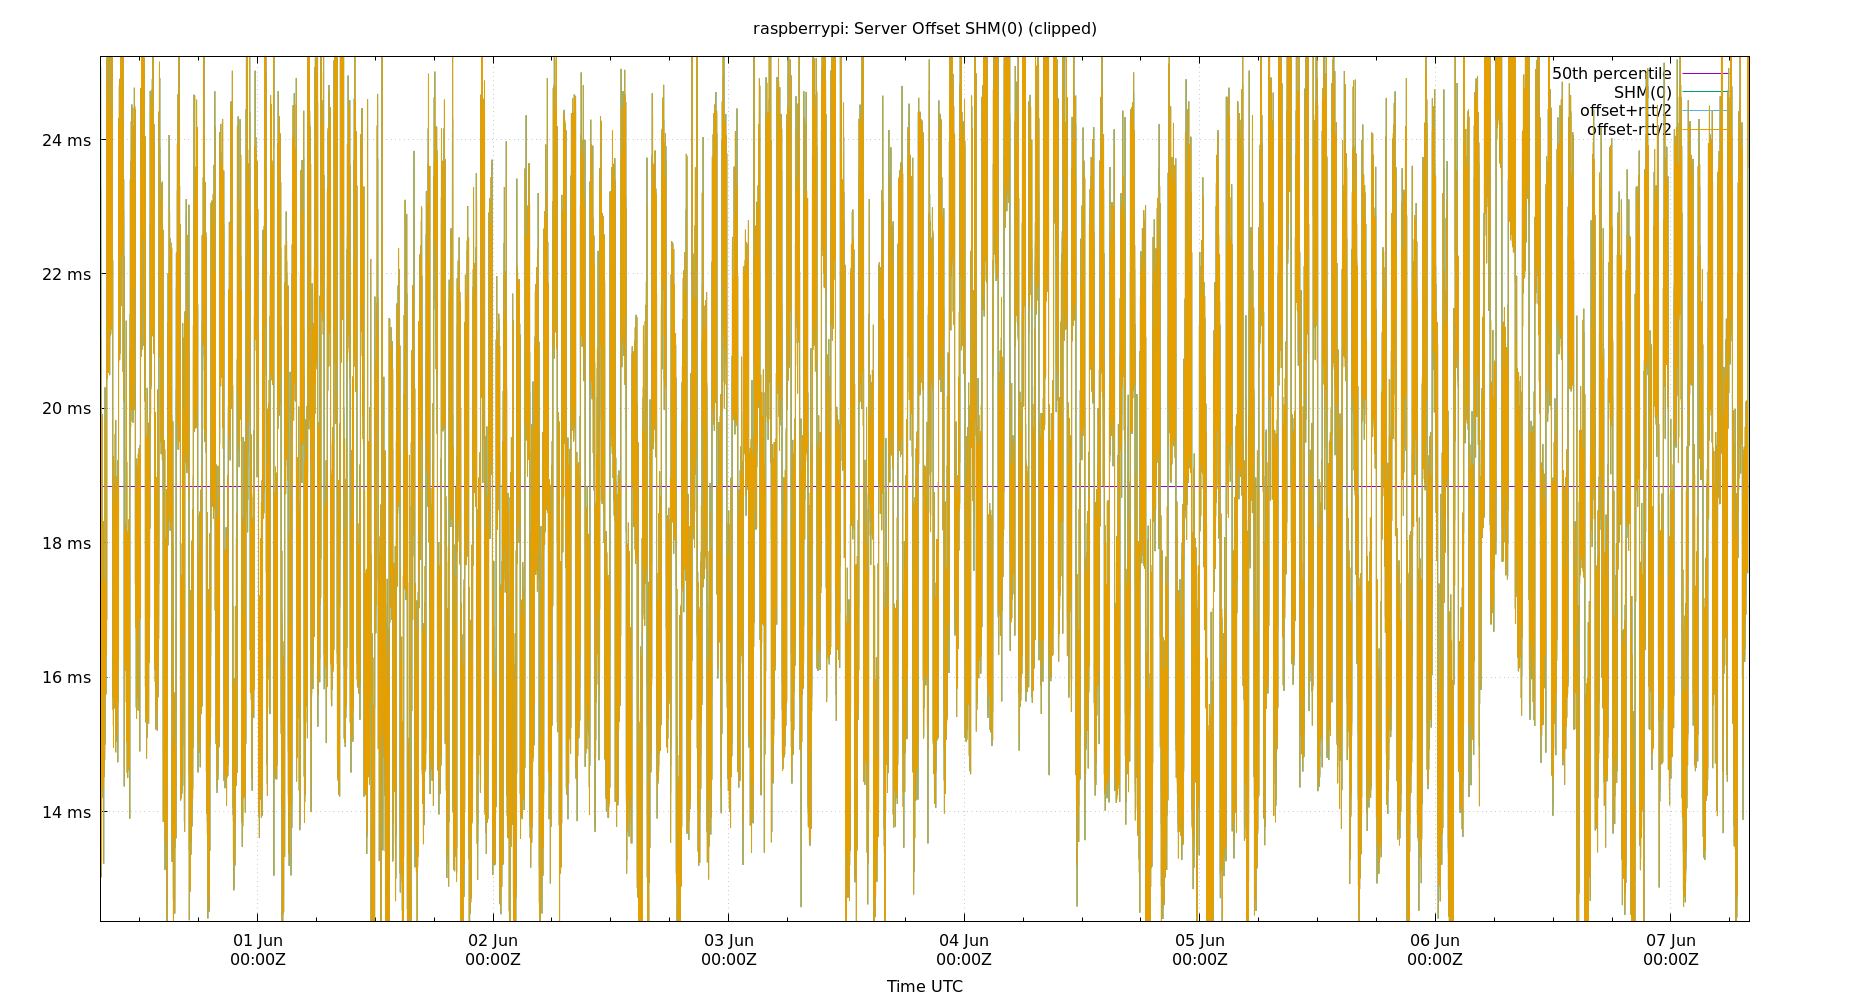 raspberrypi: Server Offset SHM(0) (clipped)
50th percentile
SHM(0)
offset+rtt/2
offset-rtt/2
24 ms
22 ms
20 ms
18 ms
16 ms
14 ms
01 Jun 02 Jun 03 Jun 04 Jun 05 Jun 06 Jun 07 Jun
00:00Z 00:00Z 00:00Z 00:00Z 00:00Z 00:00Z 00:00Z
Time UTC